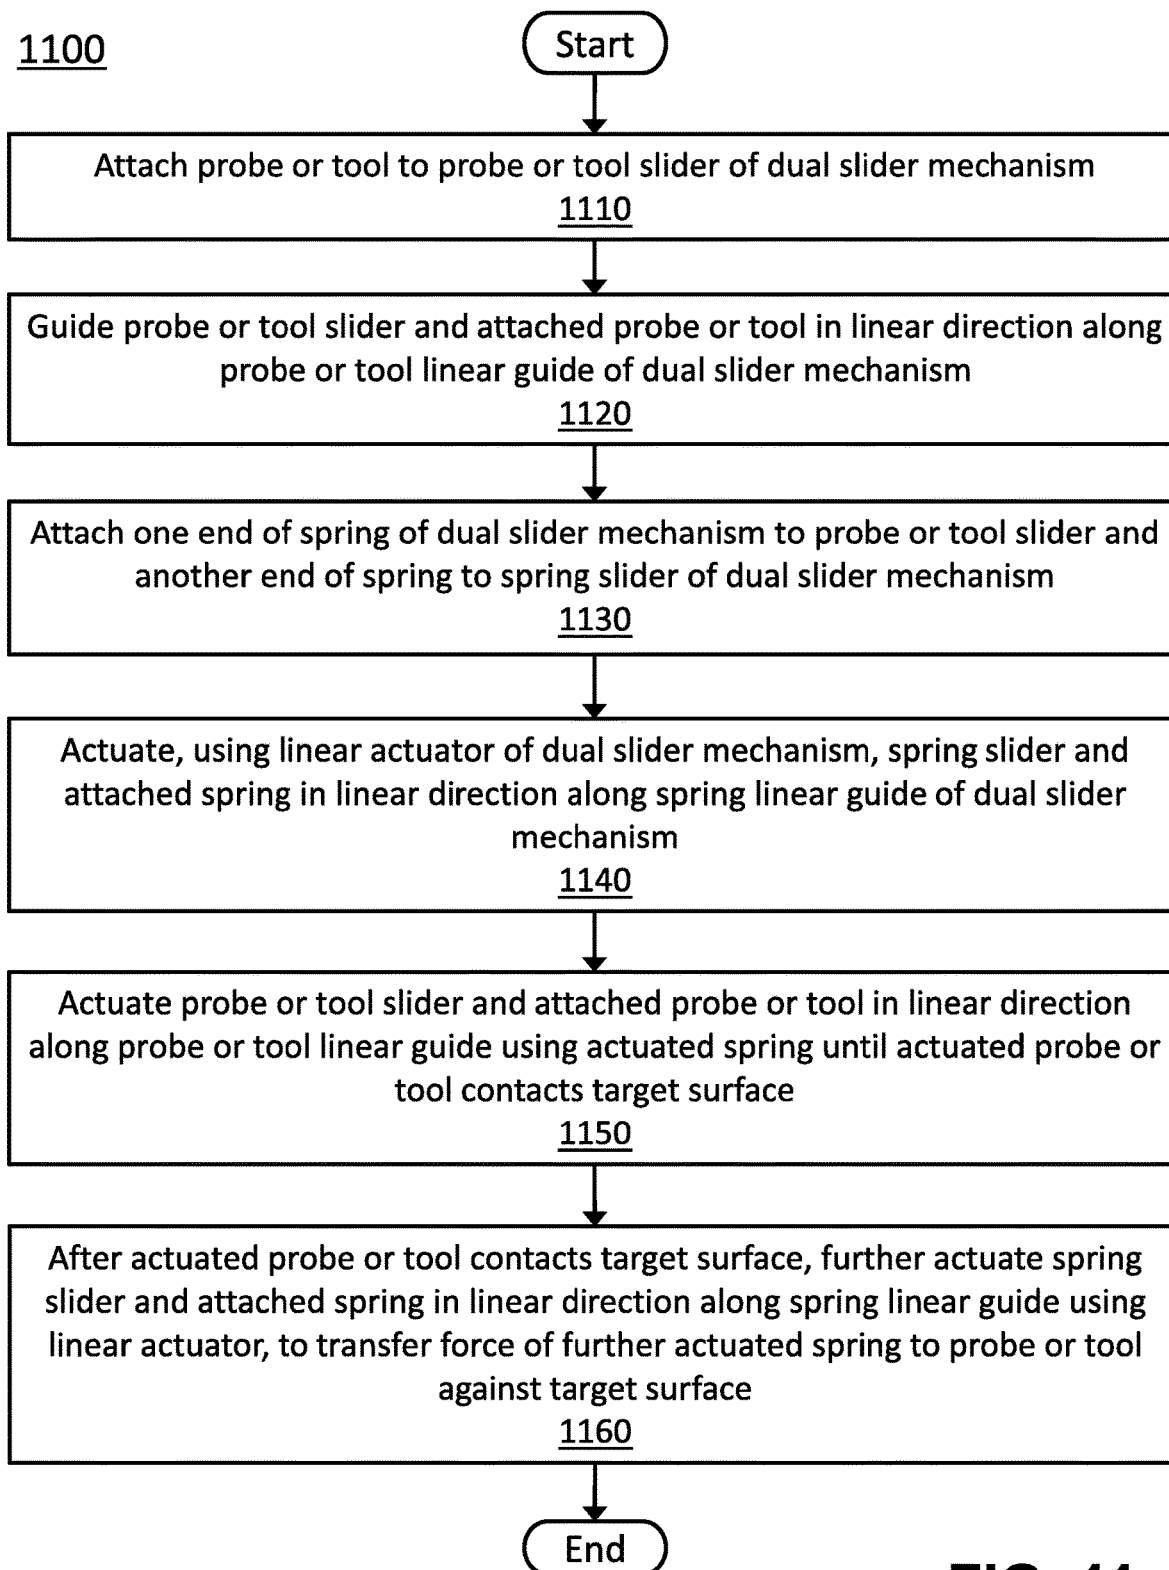 1100
Start
Attach probe or tool to probe or tool slider of dual slider mechanism
1110
Guide probe or tool slider and attached probe or tool in linear direction along
probe or tool linear guide of dual slider mechanism
1120
Attach one end of spring of dual slider mechanism to probe or tool slider and
another end of spring to spring slider of dual slider mechanism
1130
Actuate, using linear actuator of dual slider mechanism, spring slider and
attached spring in linear direction along spring linear guide of dual slider
mechanism
1140
Actuate probe or tool slider and attached probe or tool in linear direction
along probe or tool linear guide using actuated spring until actuated probe or
tool contacts target surface
1150
After actuated probe or tool contacts target surface, further actuate spring
slider and attached spring in linear direction along spring linear guide using
linear actuator, to transfer force of further actuated spring to probe or tool
against target surface
1160
End